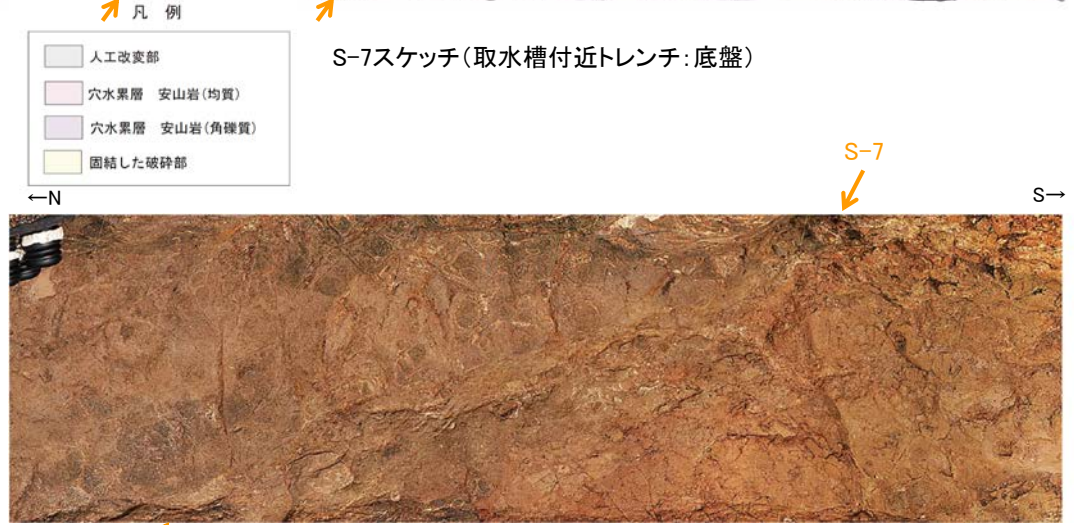 凡 例
S-7スケッチ(取水槽付近トレンチ:底盤)
人工改変部
穴水累層 安山岩(均質)
穴水累層 安山岩(角礫質)
固結した破砕部
S-7
←N
S→